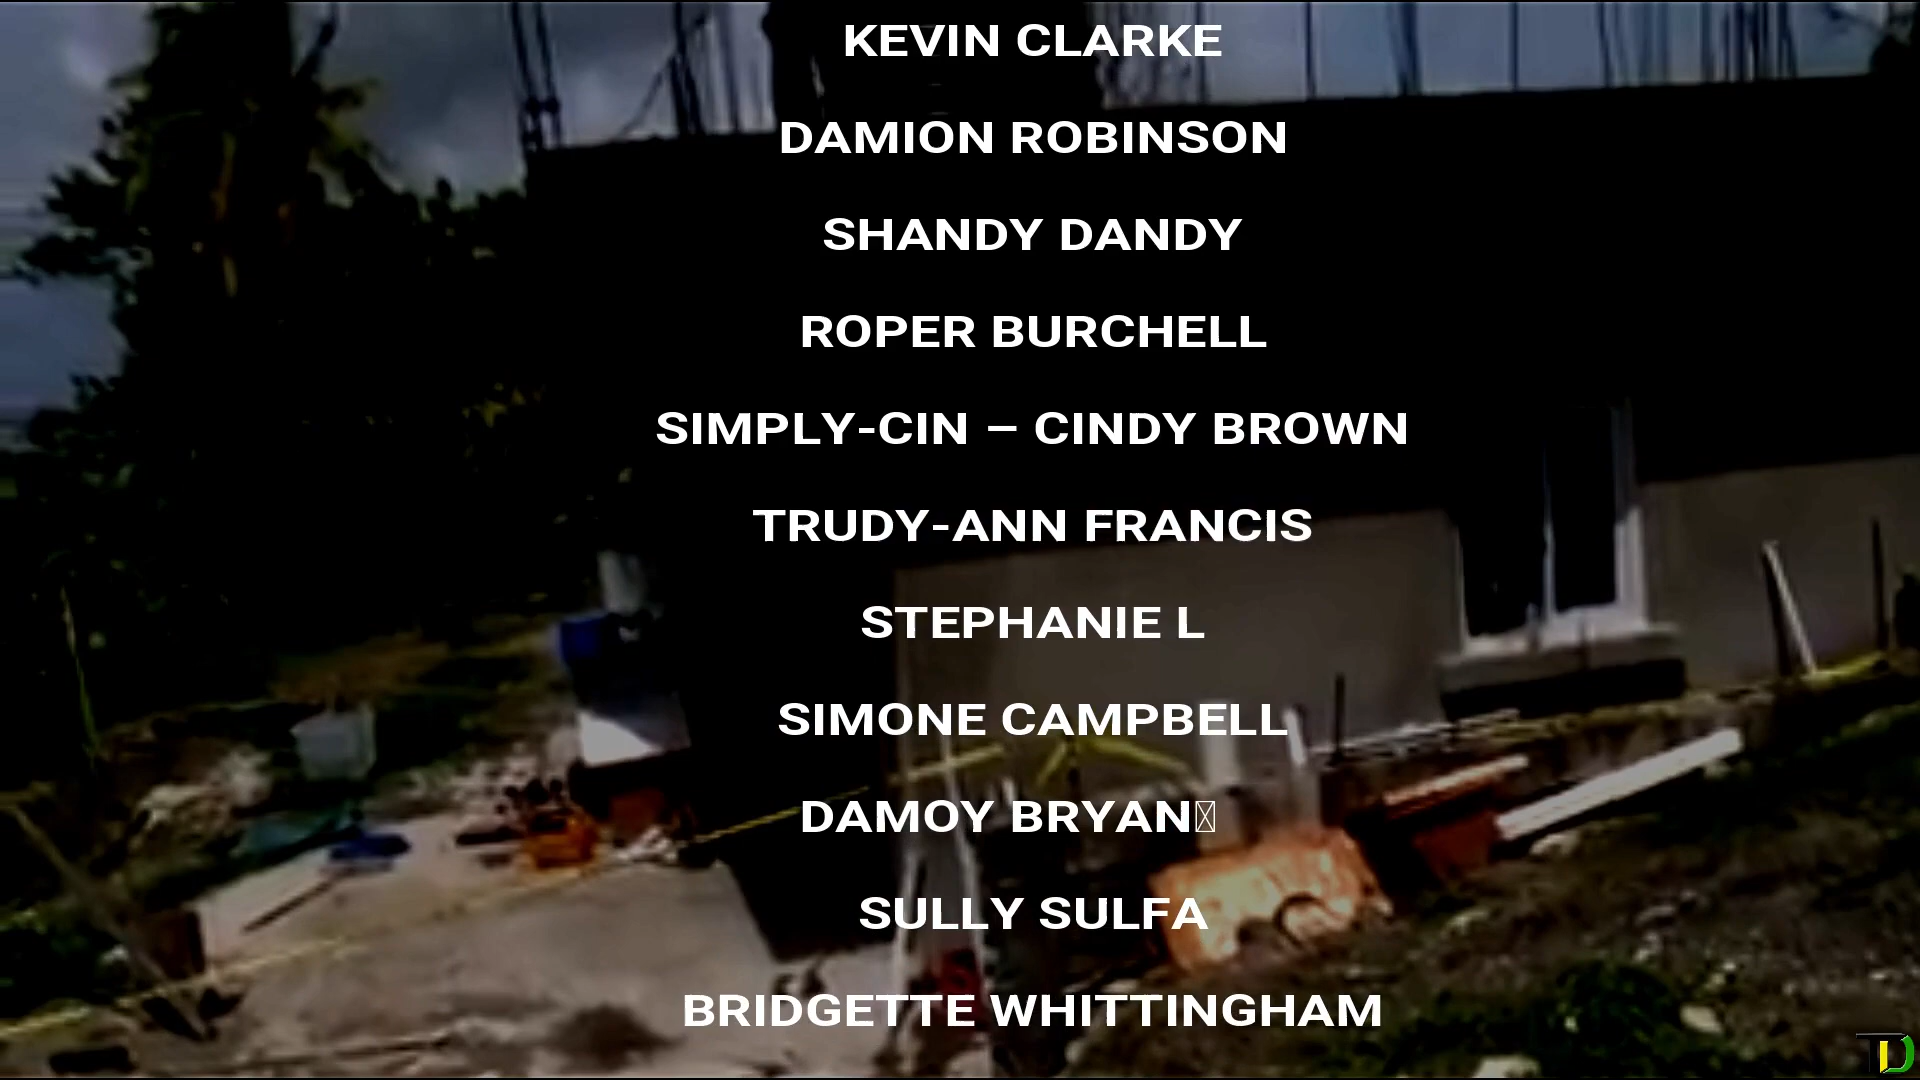 KEVIN CLARKE
DAMION ROBINSON
SHANDY DANDY
ROPER BURCHELL
SIMPLY-CIN – CINDY BROWN
TRUDY-ANN FRANCIS
STEPHANIE L
SIMONE CAMPBELL
DAMOY BRYAN
SULLY SULFA
BRIDGETTE WHITTINGHAM
TD